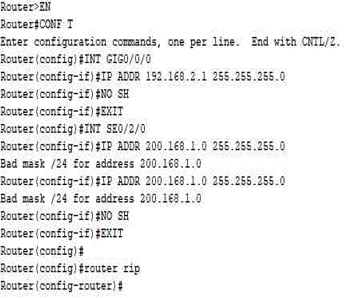 Router>EN
Router#CONF T
Enter configuration commands, one per line.  End with CNTL/Z.
Router(config)#INT GIG0/0/0
Router(config-if)#IP ADDR 192.168.2.1 255.255.255.0
Router(config-if)#NO SH
Router(config-if)#EXIT
Router(config)#INT SE0/2/0
Router(config-if)#IP ADDR 200.168.1.0 255.255.255.0
Bad mask /24 for address 200.168.1.0
Router(config-if)#IP ADDR 200.168.1.0 255.255.255.0
Bad mask /24 for address 200.168.1.0
Router(config-if)#NO SH
Router(config-if)#EXIT
Router(config)#
Router(config)#router rip
Router(config-router)#